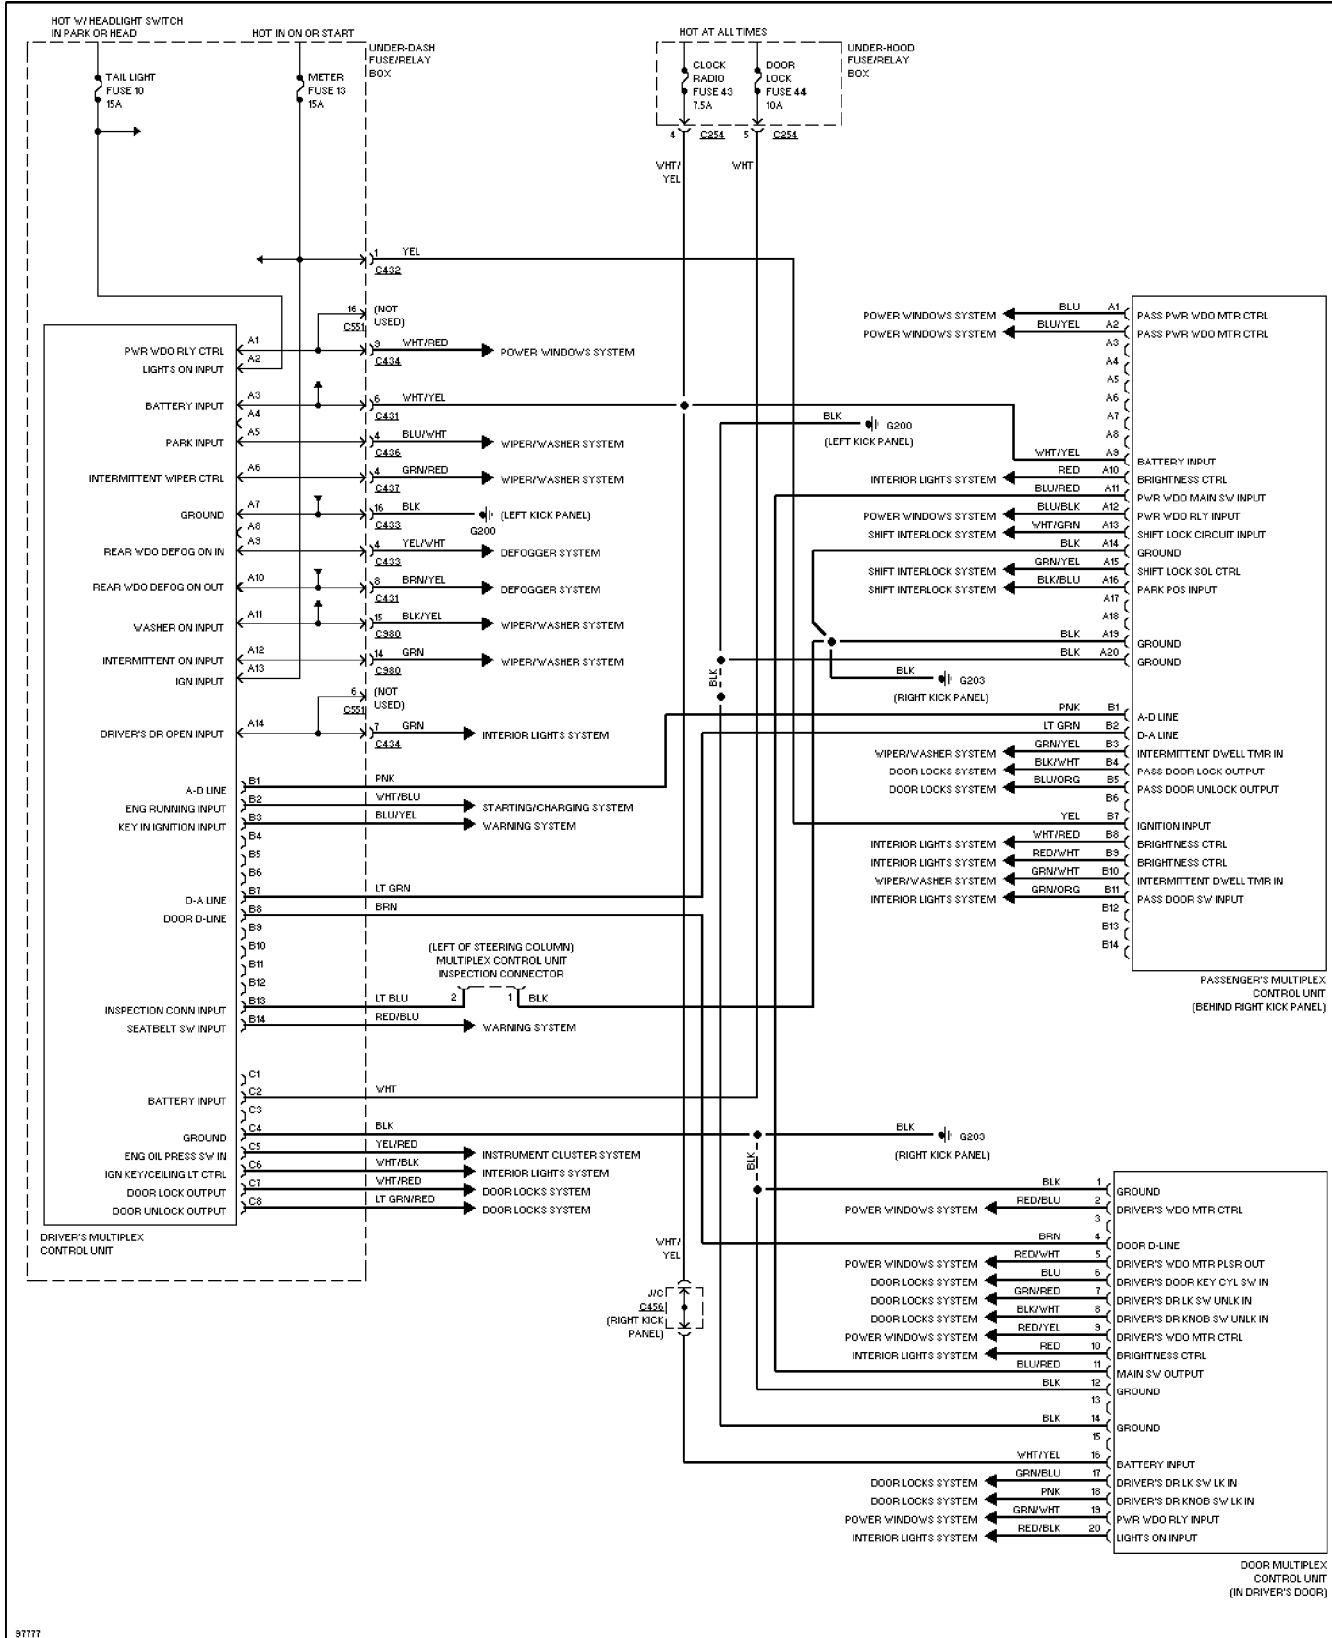 HOT W/ HEADLIGHT SWITCH
IN PARK OR HEAD
HOT IN ON OR START
UNDER-DASH
FUSE/RELAY
BOX
TAIL LIGHT
FUSE 10
15A
METER
FUSE 13
15A
HOT AT ALL TIMES
UNDER-HOOD
FUSE/RELAY
BOX
CLOCK
RADIO
FUSE 43
7.5A
DOOR
LOCK
FUSE 44
10A
4 C254
5 C254
WHT/
YEL
WHT
1 YEL
C432
16 (NOT
USED)
C551
PWR WDO RLY CTRL A1 9 WHT/RED POWER WINDOWS SYSTEM
C434
LIGHTS ON INPUT A2
BATTERY INPUT A3 6 WHT/YEL
C431
A4
PARK INPUT A5 4 BLU/WHT WIPER/WASHER SYSTEM
C436
INTERMITTENT WIPER CTRL A6 4 GRN/RED WIPER/WASHER SYSTEM
C437
GROUND A7 16 BLK (LEFT KICK PANEL)
C433 G200
A8
REAR WDO DEFOG ON IN A9 4 YEL/WHT DEFOGGER SYSTEM
C433
REAR WDO DEFOG ON OUT A10 8 BRN/YEL DEFOGGER SYSTEM
C431
WASHER ON INPUT A11 15 BLK/YEL WIPER/WASHER SYSTEM
C980
INTERMITTENT ON INPUT A12 14 GRN WIPER/WASHER SYSTEM
C980
IGN INPUT A13
6 (NOT
USED)
C551
DRIVER'S DR OPEN INPUT A14 7 GRN INTERIOR LIGHTS SYSTEM
C434
A-D LINE B1 PNK
ENG RUNNING INPUT B2 WHT/BLU STARTING/CHARGING SYSTEM
KEY IN IGNITION INPUT B3 BLU/YEL WARNING SYSTEM
B4
B5
B6
D-A LINE B7 LT GRN
DOOR D-LINE B8 BRN
B9
B10
B11
B12
(LEFT OF STEERING COLUMN)
MULTIPLEX CONTROL UNIT
INSPECTION CONNECTOR
INSPECTION CONN INPUT B13 LT BLU 2 1 BLK
SEATBELT SW INPUT B14 RED/BLU WARNING SYSTEM
C1
BATTERY INPUT C2 WHT
C3
GROUND C4 BLK
ENG OIL PRESS SW IN C5 YEL/RED INSTRUMENT CLUSTER SYSTEM
IGN KEY/CEILING LT CTRL C6 WHT/BLK INTERIOR LIGHTS SYSTEM
DOOR LOCK OUTPUT C7 WHT/RED DOOR LOCKS SYSTEM
DOOR UNLOCK OUTPUT C8 LT GRN/RED DOOR LOCKS SYSTEM
DRIVER'S MULTIPLEX
CONTROL UNIT
POWER WINDOWS SYSTEM BLU A1 PASS PWR WDO MTR CTRL
POWER WINDOWS SYSTEM BLU/YEL A2 PASS PWR WDO MTR CTRL
A3
A4
A5
A6
A7
A8
BLK G200
(LEFT KICK PANEL)
WHT/YEL A9 BATTERY INPUT
INTERIOR LIGHTS SYSTEM RED A10 BRIGHTNESS CTRL
BLU/RED A11 PWR WDO MAIN SW INPUT
POWER WINDOWS SYSTEM BLU/BLK A12 PWR WDO RLY INPUT
SHIFT INTERLOCK SYSTEM WHT/GRN A13 SHIFT LOCK CIRCUIT INPUT
BLK A14 GROUND
SHIFT INTERLOCK SYSTEM GRN/YEL A15 SHIFT LOCK SOL CTRL
SHIFT INTERLOCK SYSTEM BLK/BLU A16 PARK POS INPUT
A17
A18
BLK A19 GROUND
BLK A20 GROUND
BLK
BLK G203
(RIGHT KICK PANEL)
PNK B1 A-D LINE
LT GRN B2 D-A LINE
WIPER/WASHER SYSTEM GRN/YEL B3 INTERMITTENT DWELL TMR IN
DOOR LOCKS SYSTEM BLK/WHT B4 PASS DOOR LOCK OUTPUT
DOOR LOCKS SYSTEM BLU/ORG B5 PASS DOOR UNLOCK OUTPUT
B6
YEL B7 IGNITION INPUT
INTERIOR LIGHTS SYSTEM WHT/RED B8 BRIGHTNESS CTRL
INTERIOR LIGHTS SYSTEM RED/WHT B9 BRIGHTNESS CTRL
WIPER/WASHER SYSTEM GRN/WHT B10 INTERMITTENT DWELL TMR IN
INTERIOR LIGHTS SYSTEM GRN/ORG B11 PASS DOOR SW INPUT
B12
B13
B14
PASSENGER'S MULTIPLEX
CONTROL UNIT
(BEHIND RIGHT KICK PANEL)
BLK G203
(RIGHT KICK PANEL)
BLK
WHT/
YEL
J/C
C456
(RIGHT KICK
PANEL)
BLK 1 GROUND
POWER WINDOWS SYSTEM RED/BLU 2 DRIVER'S WDO MTR CTRL
3
BRN 4 DOOR D-LINE
POWER WINDOWS SYSTEM RED/WHT 5 DRIVER'S WDO MTR PLSR OUT
DOOR LOCKS SYSTEM BLU 6 DRIVER'S DOOR KEY CYL SW IN
DOOR LOCKS SYSTEM GRN/RED 7 DRIVER'S DR LK SW UNLK IN
DOOR LOCKS SYSTEM BLK/WHT 8 DRIVER'S DR KNOB SW UNLK IN
POWER WINDOWS SYSTEM RED/YEL 9 DRIVER'S WDO MTR CTRL
INTERIOR LIGHTS SYSTEM RED 10 BRIGHTNESS CTRL
BLU/RED 11 MAIN SW OUTPUT
BLK 12 GROUND
13
BLK 14 GROUND
15
WHT/YEL 16 BATTERY INPUT
DOOR LOCKS SYSTEM GRN/BLU 17 DRIVER'S DR LK SW LK IN
DOOR LOCKS SYSTEM PNK 18 DRIVER'S DR KNOB SW LK IN
POWER WINDOWS SYSTEM GRN/WHT 19 PWR WDO RLY INPUT
INTERIOR LIGHTS SYSTEM RED/BLK 20 LIGHTS ON INPUT
DOOR MULTIPLEX
CONTROL UNIT
(IN DRIVER'S DOOR)
97777